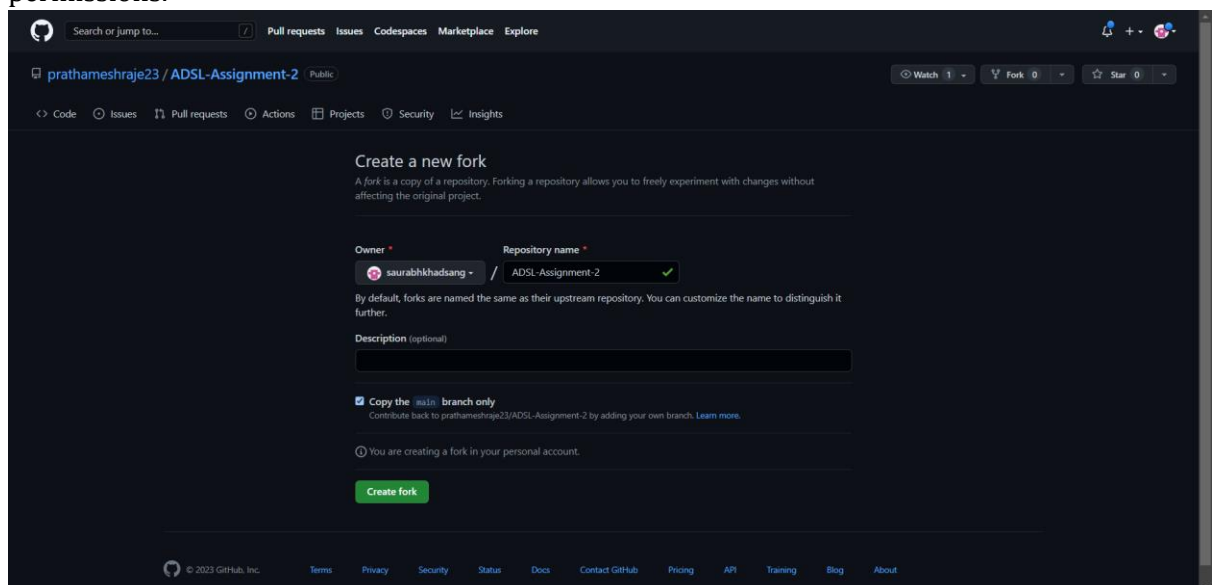 permissions.
Search or jump to... / Pull requests Issues Codespaces Marketplace Explore
prathameshraje23 / ADSL-Assignment-2 Public Watch 1 Fork 0 Star 0
Code Issues Pull requests Actions Projects Security Insights
Create a new fork
A fork is a copy of a repository. Forking a repository allows you to freely experiment with changes without
affecting the original project.
Owner * Repository name *
saurabhkhadsang / ADSL-Assignment-2
By default, forks are named the same as their upstream repository. You can customize the name to distinguish it
further.
Description (optional)
Copy the main branch only
Contribute back to prathameshraje23/ADSL-Assignment-2 by adding your own branch. Learn more.
You are creating a fork in your personal account.
Create fork
© 2023 GitHub, Inc. Terms Privacy Security Status Docs Contact GitHub Pricing API Training Blog About